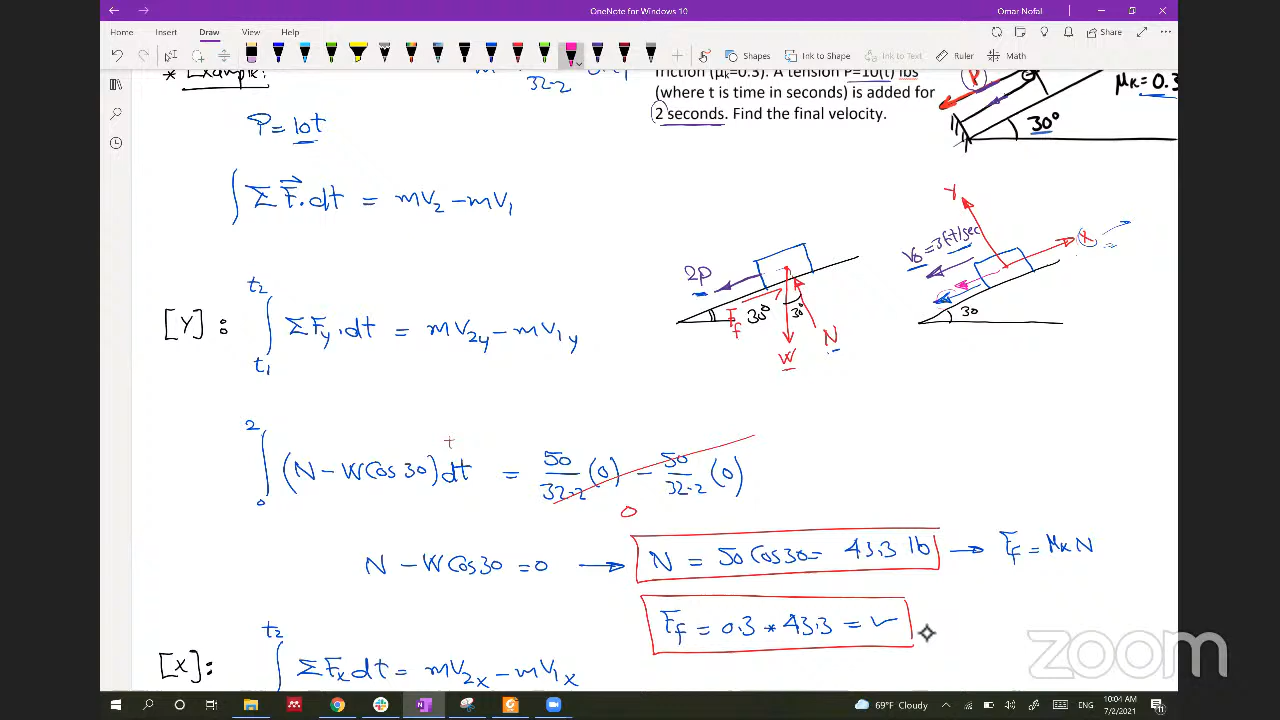 OneNote for Windows 10
Omar Nofal
Home Insert Draw View Help
Share
Shapes Ink to Shape Ink to Text Ruler Math
* Example:
32.2
friction (μk=0.3). A tension P=10(t) lbs
(where t is time in seconds) is added for
2 seconds. Find the final velocity.
P
μk = 0.3
30°
P = 10t
∫ ΣF⃗.dt = mV2 - mV1
Y
X
V0 = 3ft/sec
30
2P
Ff
30°
30°
W
N
[Y]: ∫ t1 t2 ΣFy.dt = mV2y - mV1y
∫ 0 2 (N - W Cos 30) dt = 50/32.2 (0) - 50/32.2 (0)
0
N - W Cos 30 = 0 → N = 50 Cos 30 = 43.3 lb → Ff = μk N
Ff = 0.3 * 43.3 = ✓
[X]: ∫ t2 ΣFx dt = mV2x - mV1x
zoom
69°F Cloudy
10:04 AM
7/2/2021